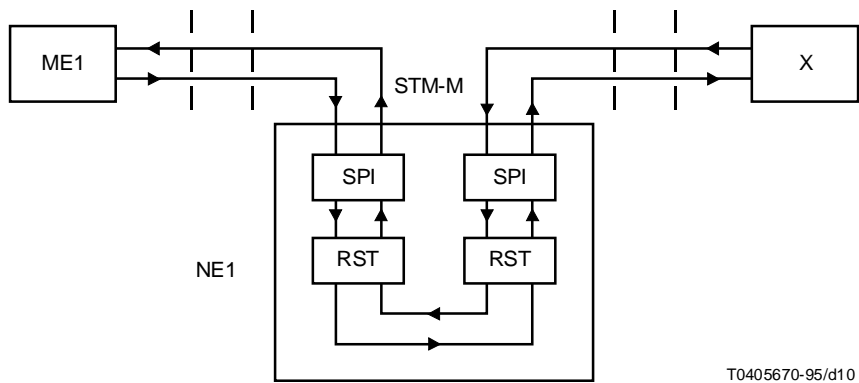 ME1
X
STM-M
SPI
SPI
RST
RST
NE1
T0405670-95/d10